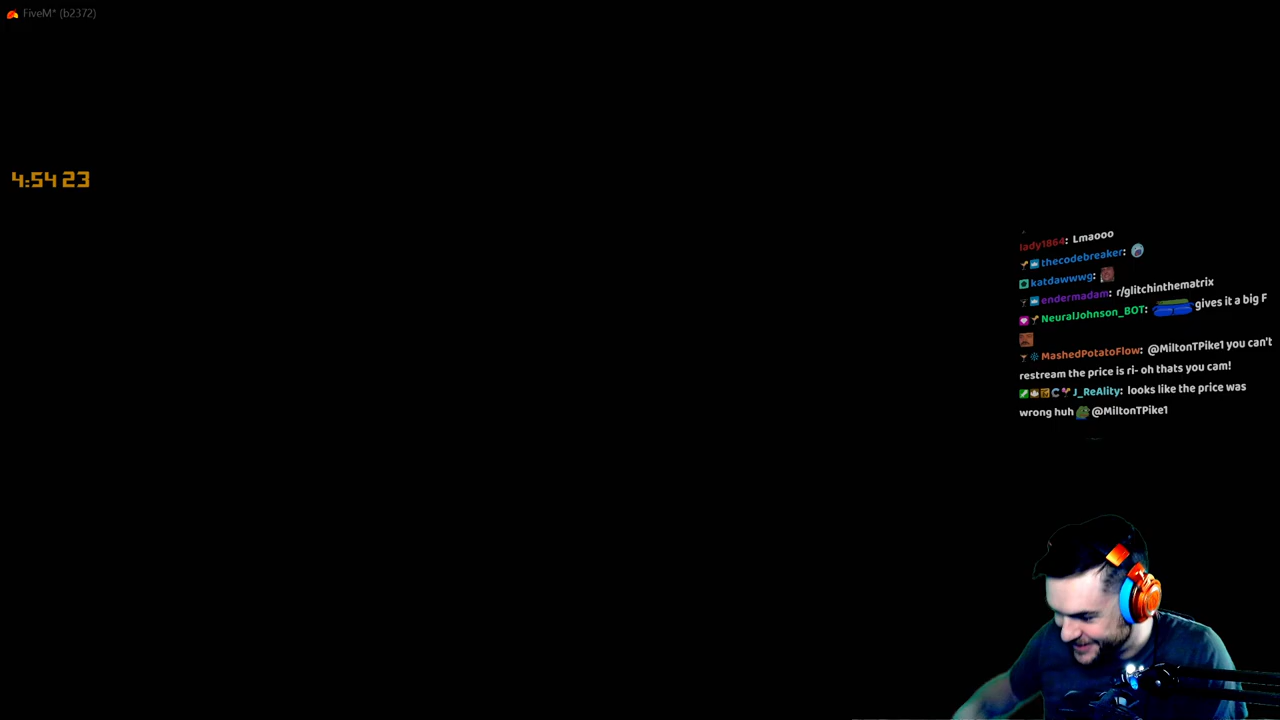 FiveM* (b2372)
4:54 23
lady1864: Lmaooo
thecodebreaker:
katdawwwg:
endermadam: r/glitchinthematrix
NeuralJohnson_BOT: gives it a big F
MashedPotatoFlow: @MiltonTPike1 you can't
restream the price is ri- oh thats you cam!
J_ReAlity: looks like the price was
wrong huh @MiltonTPike1